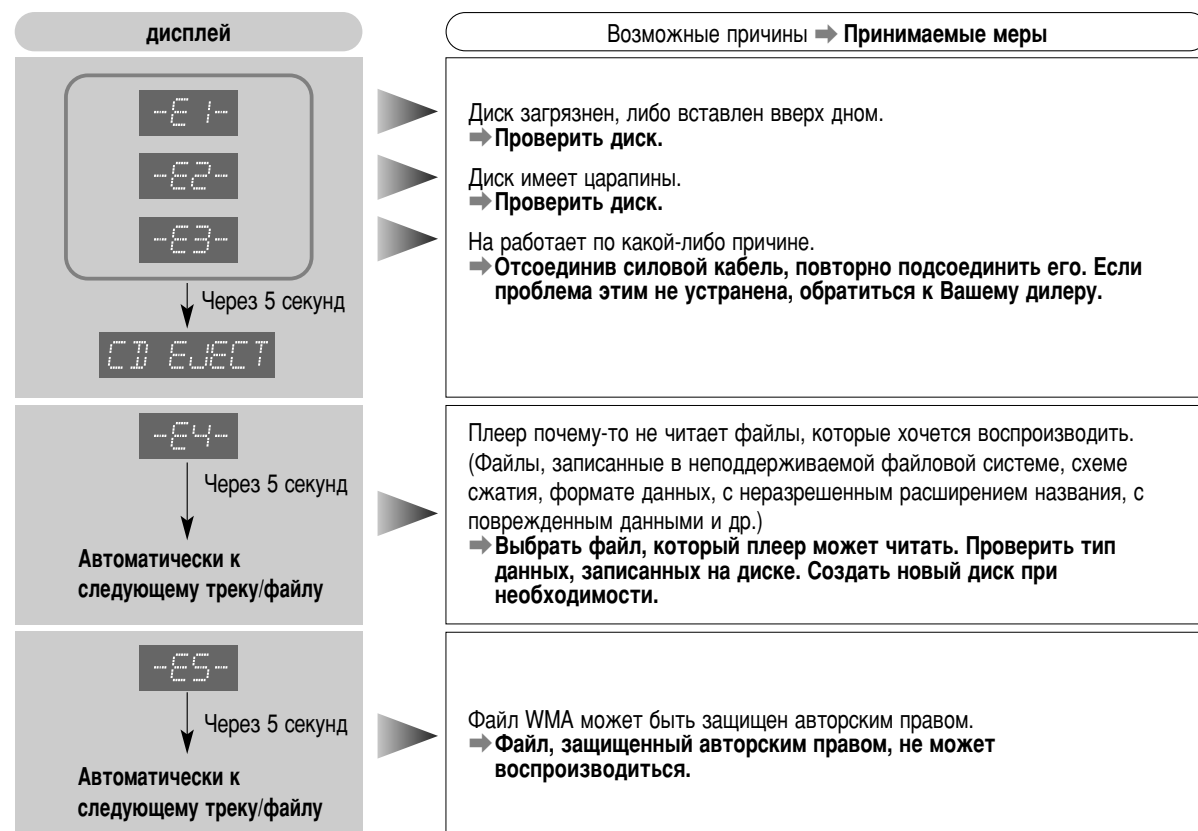 дисплей
Возможные причины ➡ Принимаемые меры
-E1-
Диск загрязнен, либо вставлен вверх дном.
➡ Проверить диск.
-E2-
Диск имеет царапины.
➡ Проверить диск.
-E3-
На работает по какой-либо причине.
➡ Отсоединив силовой кабель, повторно подсоединить его. Если
проблема этим не устранена, обратиться к Вашему дилеру.
Через 5 секунд
CD EJECT
-E4-
Через 5 секунд
Автоматически к
следующему треку/файлу
Плеер почему-то не читает файлы, которые хочется воспроизводить.
(Файлы, записанные в неподдерживаемой файловой системе, схеме
сжатия, формате данных, с неразрешенным расширением названия, с
поврежденным данными и др.)
➡ Выбрать файл, который плеер может читать. Проверить тип
данных, записанных на диске. Создать новый диск при
необходимости.
-E5-
Через 5 секунд
Автоматически к
следующему треку/файлу
Файл WMA может быть защищен авторским правом.
➡ Файл, защищенный авторским правом, не может
воспроизводиться.